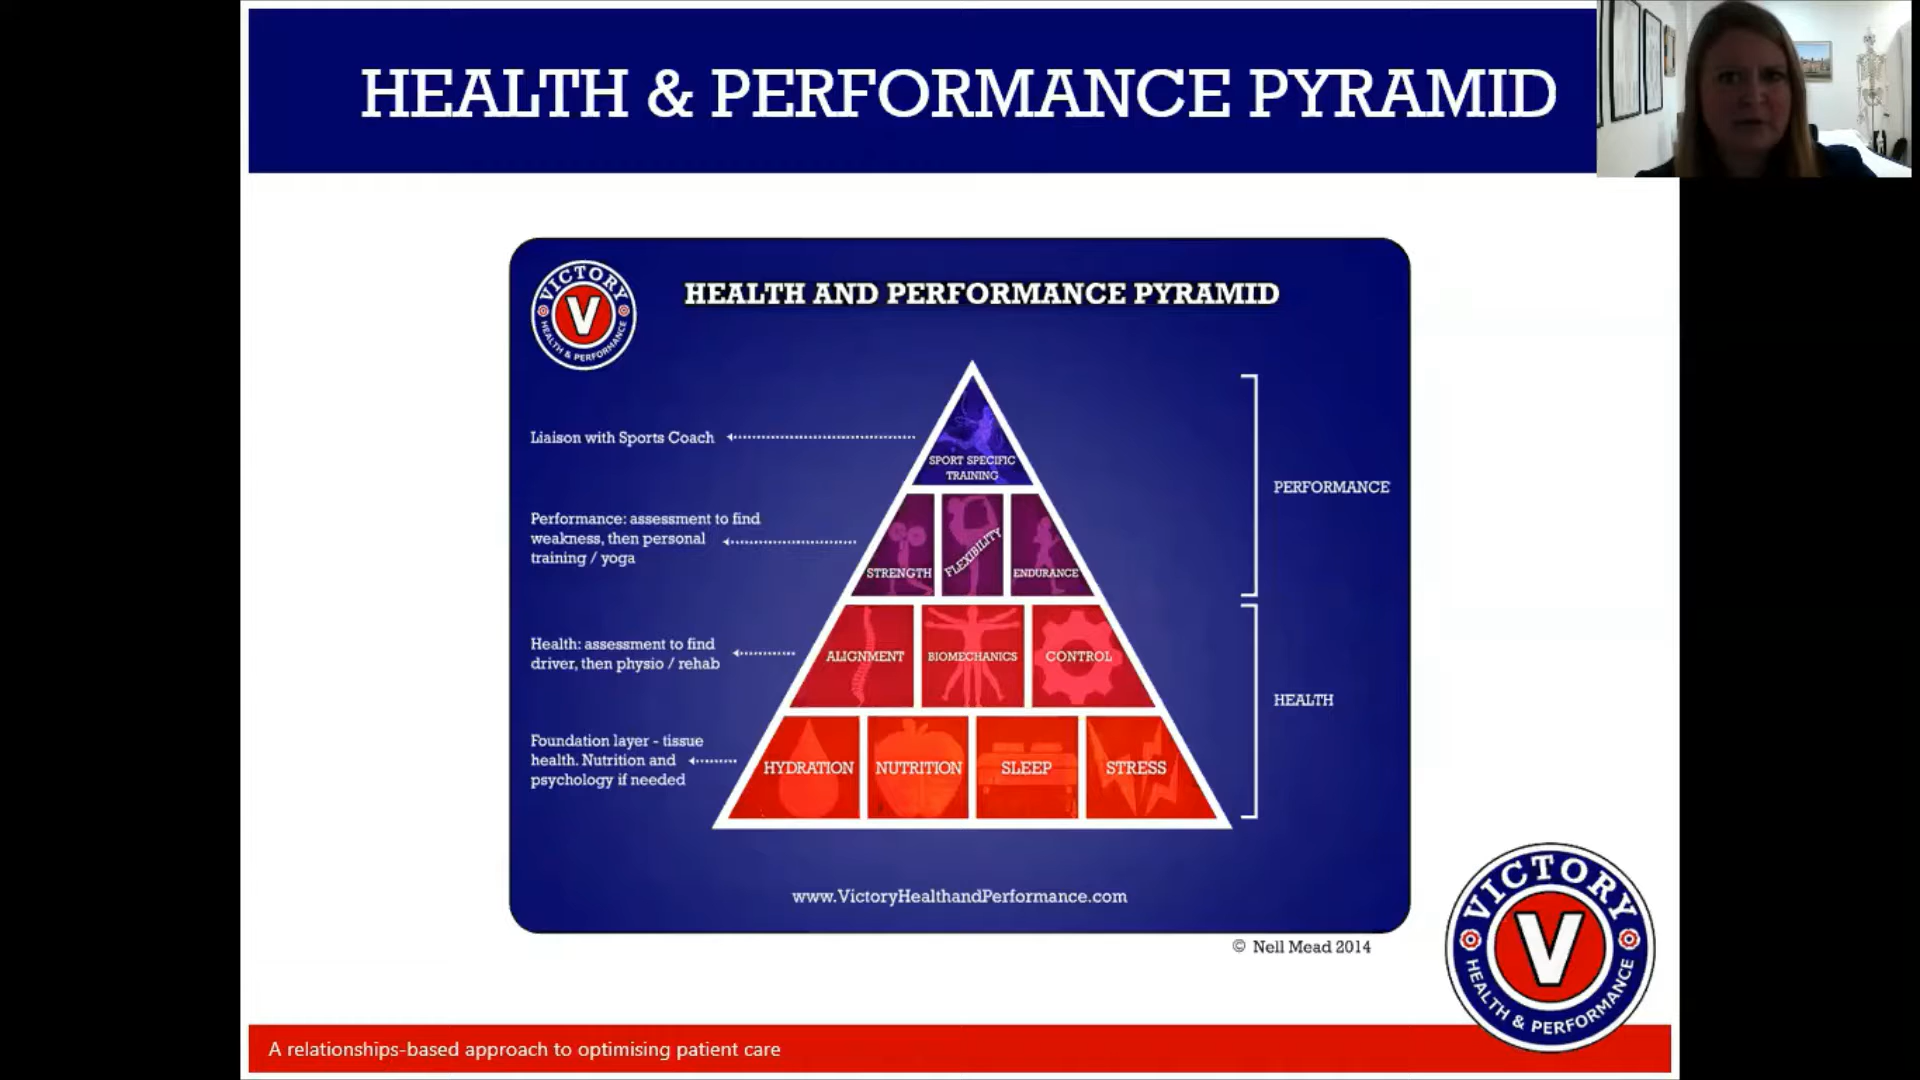 HEALTH & PERFORMANCE PYRAMID
VICTORY
V
HEALTH & PERFORMANCE
HEALTH AND PERFORMANCE PYRAMID
Liaison with Sports Coach
SPORT SPECIFIC
TRAINING
PERFORMANCE
Performance: assessment to find
weakness, then personal
training / yoga
STRENGTH
FLEXIBILITY
ENDURANCE
Health: assessment to find
driver, then physio / rehab
ALIGNMENT
BIOMECHANICS
CONTROL
HEALTH
Foundation layer - tissue
health. Nutrition and
psychology if needed
HYDRATION
NUTRITION
SLEEP
STRESS
www.VictoryHealthandPerformance.com
© Nell Mead 2014
VICTORY
V
HEALTH & PERFORMANCE
A relationships-based approach to optimising patient care